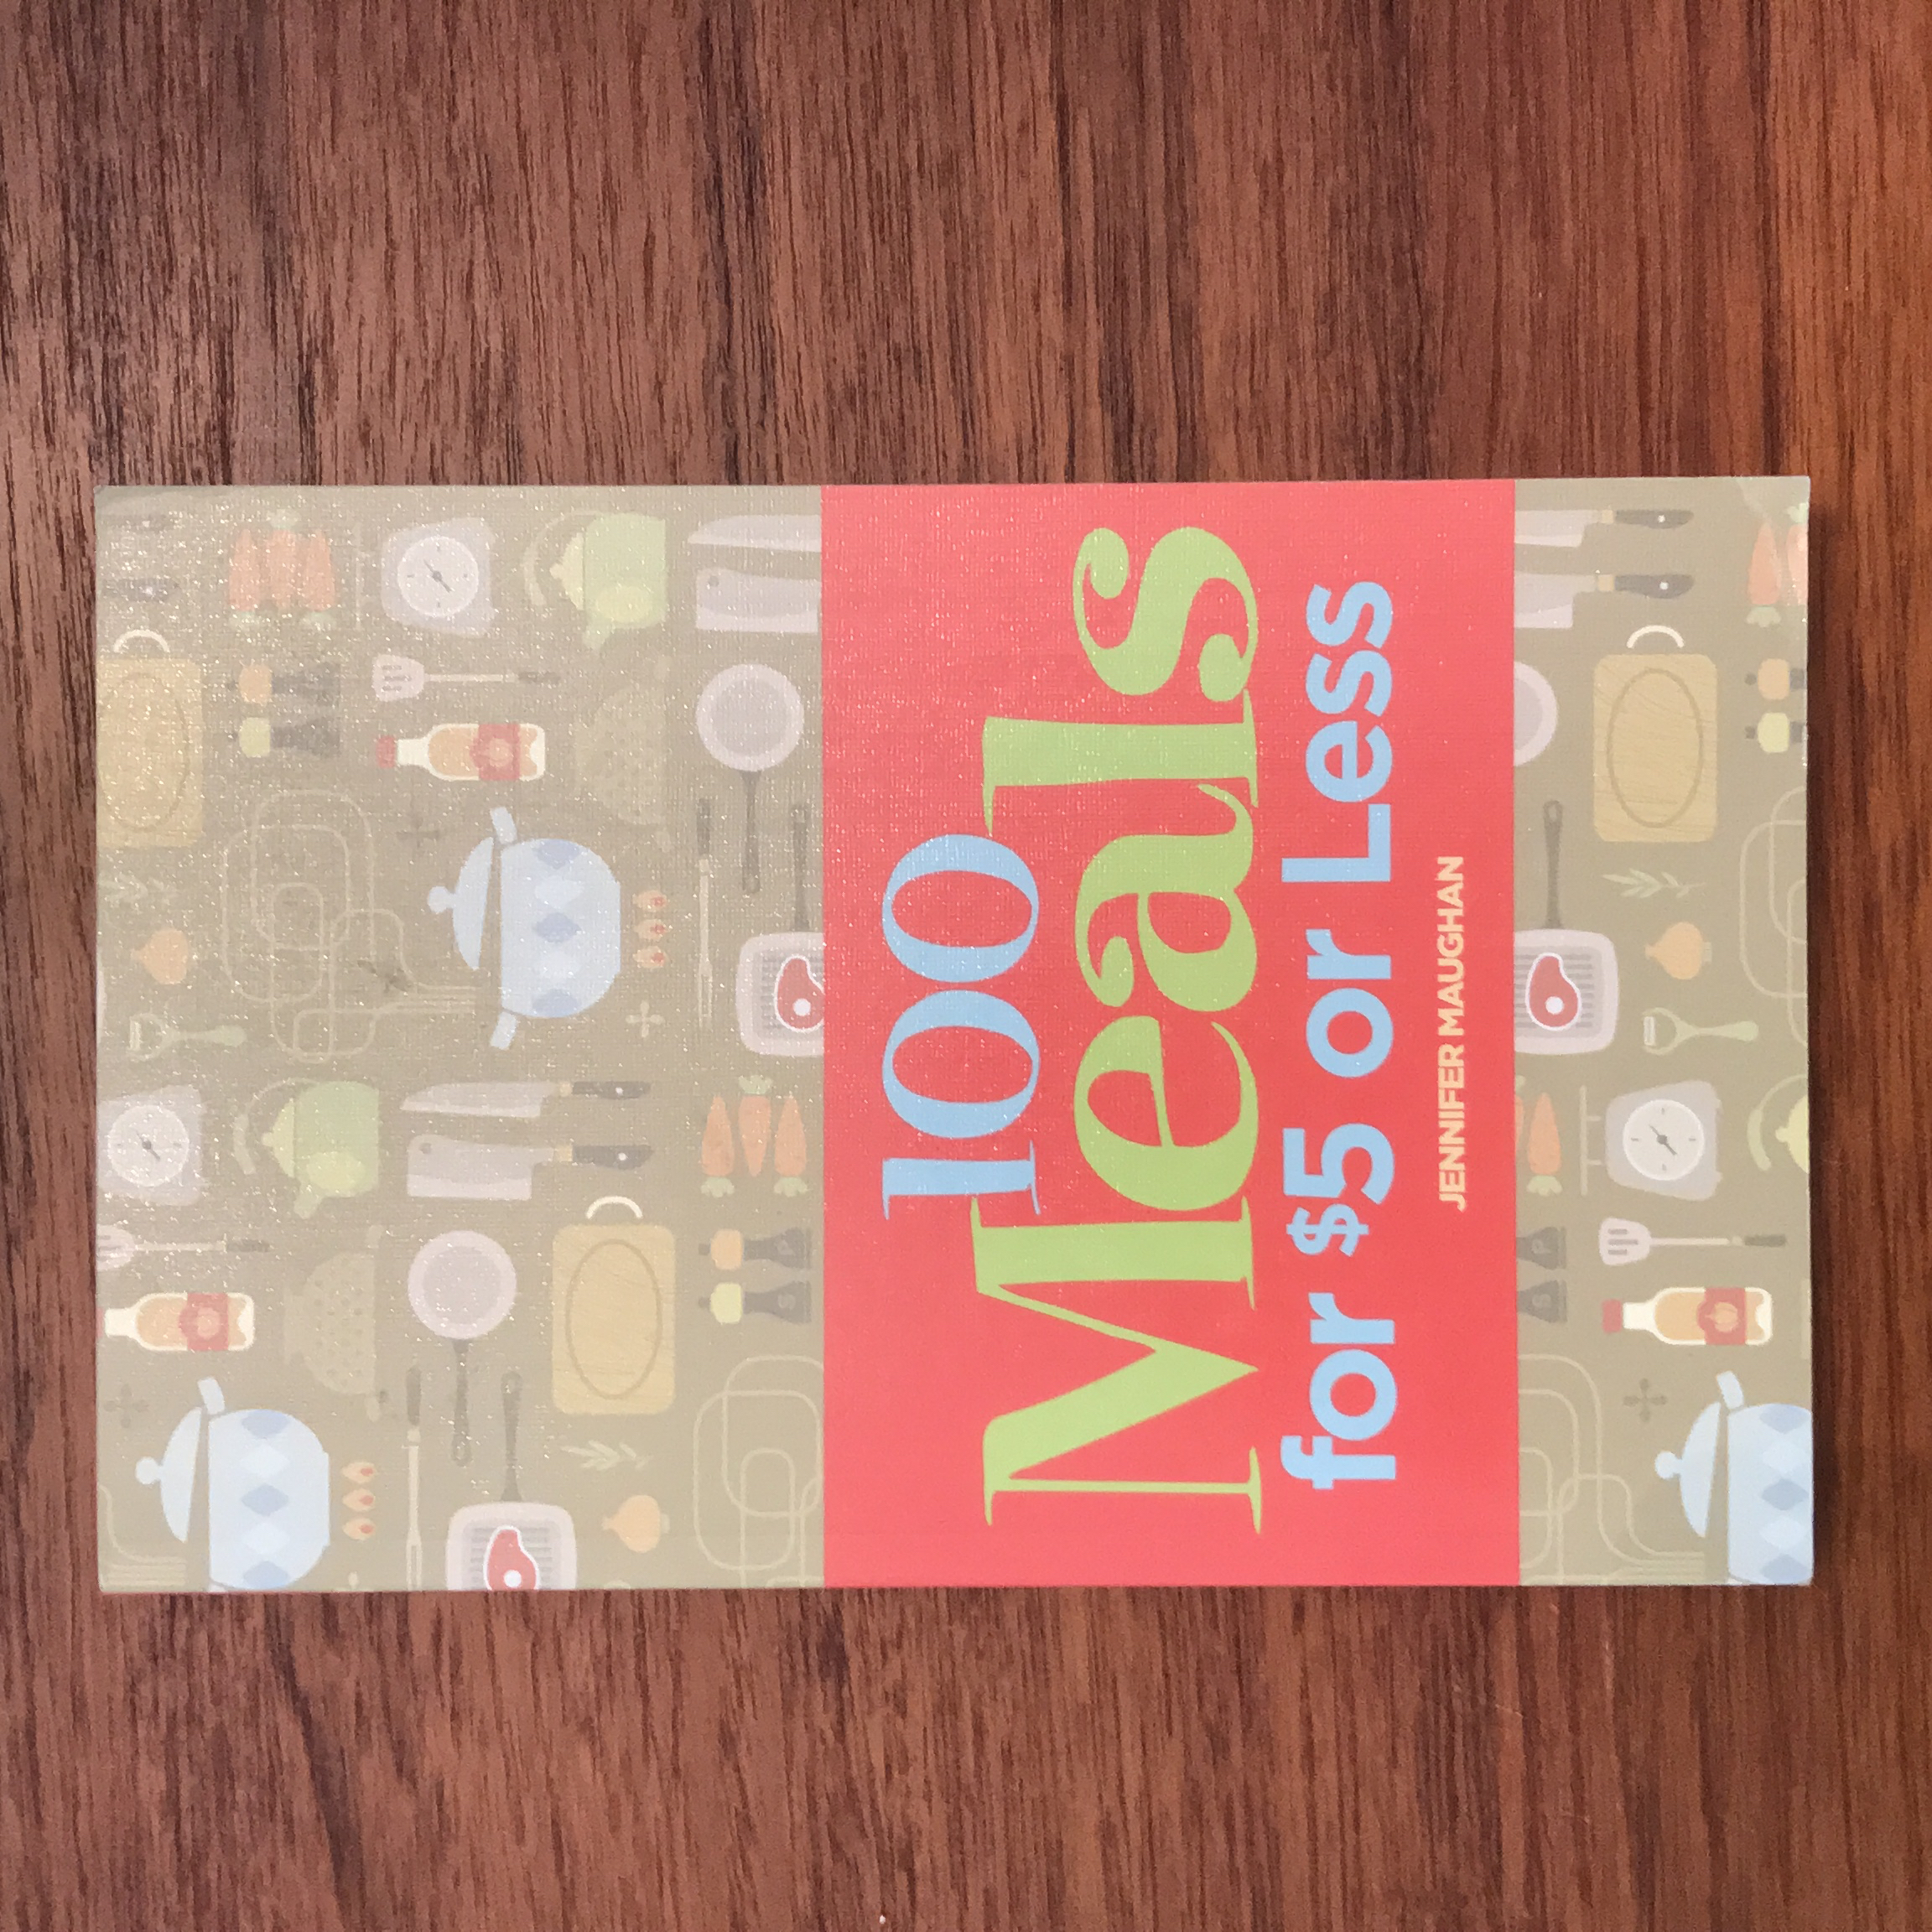 100
Meals
for $5 or Less
JENNIFER MAUGHAN